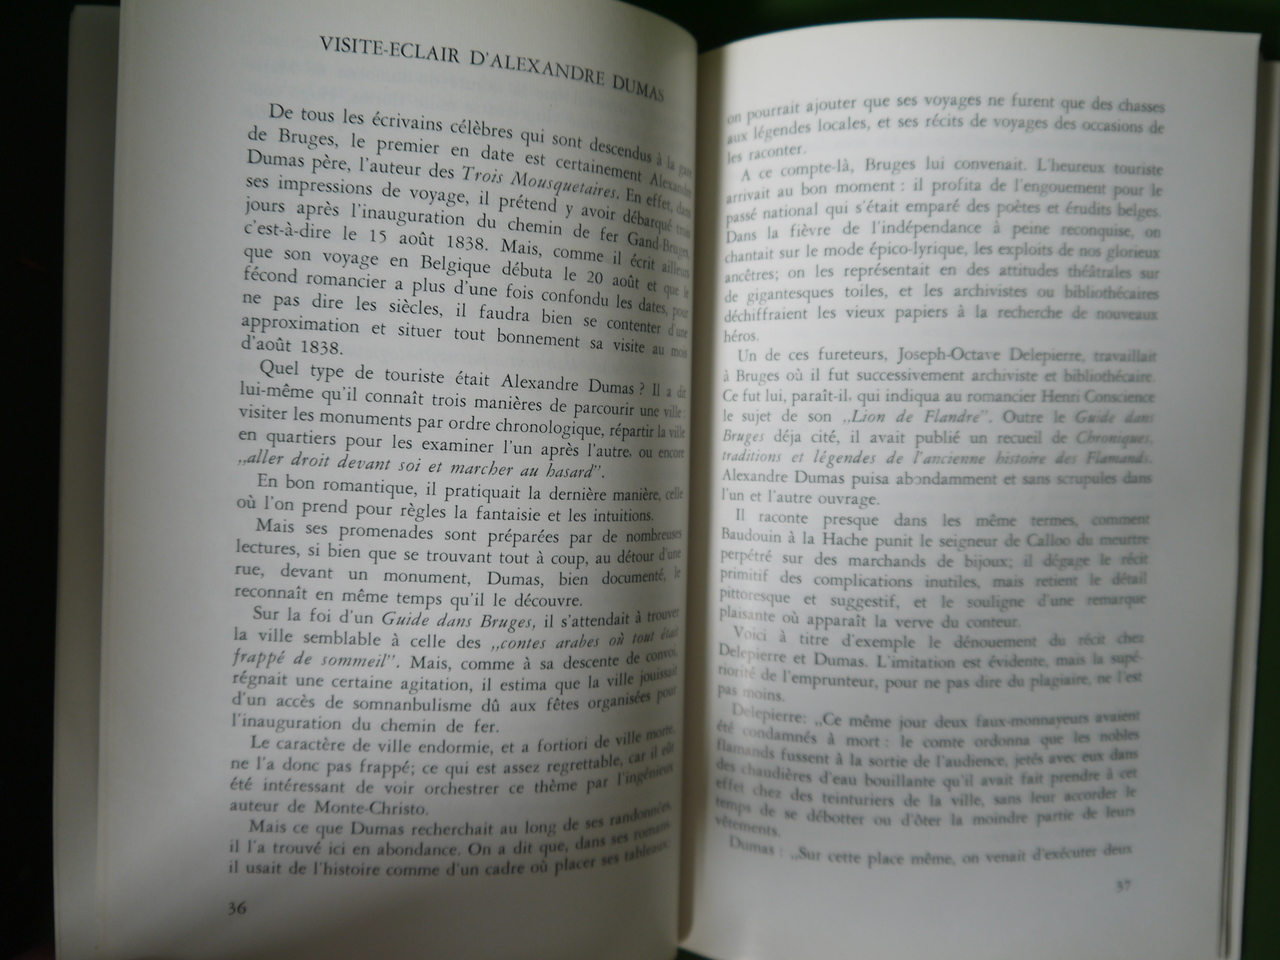 VISITE-ECLAIR D'ALEXANDRE DUMAS
De tous les écrivains célèbres qui sont descendus à la gare
de Bruges, le premier en date est certainement Alexandre
Dumas père, l'auteur des Trois Mousquetaires. En effet, dans
ses impressions de voyage, il prétend y avoir débarqué trois
jours après l'inauguration du chemin de fer Gand-Bruges,
c'est-à-dire le 15 août 1838. Mais, comme il écrit ailleurs
que son voyage en Belgique débuta le 20 août et que le
fécond romancier a plus d'une fois confondu les dates, pour
ne pas dire les siècles, il faudra bien se contenter d'une
approximation et situer tout bonnement sa visite au mois
d'août 1838.
Quel type de touriste était Alexandre Dumas ? Il a dit
lui-même qu'il connaît trois manières de parcourir une ville :
visiter les monuments par ordre chronologique, répartir la ville
en quartiers pour les examiner l'un après l'autre, ou encore
„aller droit devant soi et marcher au hasard”.
En bon romantique, il pratiquait la dernière manière, celle
où l'on prend pour règles la fantaisie et les intuitions.
Mais ses promenades sont préparées par de nombreuses
lectures, si bien que se trouvant tout à coup, au détour d'une
rue, devant un monument, Dumas, bien documenté, le
reconnaît en même temps qu'il le découvre.
Sur la foi d'un Guide dans Bruges, il s'attendait à trouver
la ville semblable à celle des „contes arabes où tout était
frappé de sommeil”. Mais, comme à sa descente de convoi,
régnait une certaine agitation, il estima que la ville jouissait
d'un accès de somnanbulisme dû aux fêtes organisées pour
l'inauguration du chemin de fer.
Le caractère de ville endormie, et a fortiori de ville morte
ne l'a donc pas frappé; ce qui est assez regrettable, car il eût
été intéressant de voir orchestrer ce thème par l'ingénieux
auteur de Monte-Christo.
Mais ce que Dumas recherchait au long de ses randonnées,
il l'a trouvé ici en abondance. On a dit que, dans ses romans
il usait de l'histoire comme d'un cadre où placer ses tableaux;
36
on pourrait ajouter que ses voyages ne furent que des chasses
aux légendes locales, et ses récits de voyages des occasions de
les raconter.
A ce compte-là, Bruges lui convenait. L'heureux touriste
arrivait au bon moment : il profita de l'engouement pour le
passé national qui s'était emparé des poètes et érudits belges.
Dans la fièvre de l'indépendance à peine reconquise, on
chantait sur le mode épico-lyrique, les exploits de nos glorieux
ancêtres; on les représentait en des attitudes théâtrales sur
de gigantesques toiles, et les archivistes ou bibliothécaires
déchiffraient les vieux papiers à la recherche de nouveaux
héros.
Un de ces fureteurs, Joseph-Octave Delepierre, travaillait
à Bruges où il fut successivement archiviste et bibliothécaire.
Ce fut lui, paraît-il, qui indiqua au romancier Henri Conscience
le sujet de son „Lion de Flandre”. Outre le Guide dans
Bruges déja cité, il avait publié un recueil de Chroniques,
traditions et légendes de l'ancienne histoire des Flamands.
Alexandre Dumas puisa abondamment et sans scrupules dans
l'un et l'autre ouvrage.
Il raconte presque dans les même termes, comment
Baudouin à la Hache punit le seigneur de Calloo du meurtre
perpétré sur des marchands de bijoux; il dégage le récit
primitif des complications inutiles, mais retient le détail
pittoresque et suggestif, et le souligne d'une remarque
plaisante où apparaît la verve du conteur.
Voici à titre d'exemple le dénouement du récit chez
Delepierre et Dumas. L'imitation est évidente, mais la supé-
riorité de l'emprunteur, pour ne pas dire du plagiaire, ne l'est
pas moins.
Delepierre: „Ce même jour deux faux-monnayeurs avaient
été condamnés à mort : le comte ordonna que les nobles
flamands fussent à la sortie de l'audience, jetés avec eux dans
des chaudières d'eau bouillante qu'il avait fait prendre à cet
effet chez des teinturiers de la ville, sans leur accorder le
temps de se débotter ou d'ôter la moindre partie de leurs
vêtements.
Dumas : „Sur cette place même, on venait d'exécuter deux
37